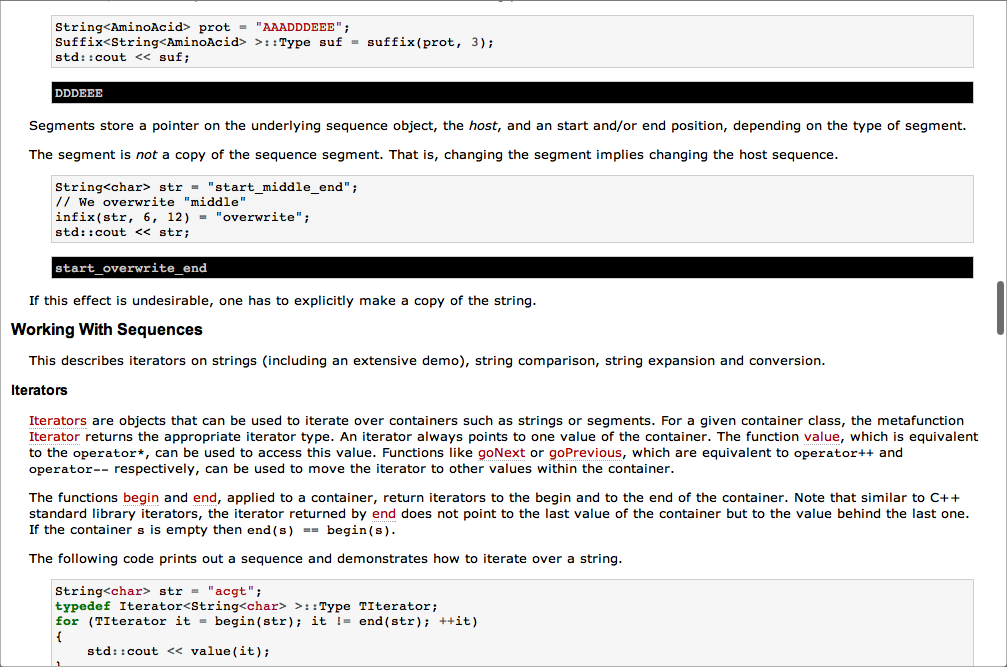 String<AminoAcid> prot = "AAADDDEEE";
Suffix<String<AminoAcid> >::Type suf = suffix(prot, 3);
std::cout << suf;
DDDEEE
Segments store a pointer on the underlying sequence object, the host, and an start and/or end position, depending on the type of segment.
The segment is not a copy of the sequence segment. That is, changing the segment implies changing the host sequence.
String<char> str = "start_middle_end";
// We overwrite "middle"
infix(str, 6, 12) = "overwrite";
std::cout << str;
start_overwrite_end
If this effect is undesirable, one has to explicitly make a copy of the string.
Working With Sequences
This describes iterators on strings (including an extensive demo), string comparison, string expansion and conversion.
Iterators
Iterators are objects that can be used to iterate over containers such as strings or segments. For a given container class, the metafunction
Iterator returns the appropriate iterator type. An iterator always points to one value of the container. The function value, which is equivalent
to the operator*, can be used to access this value. Functions like goNext or goPrevious, which are equivalent to operator++ and
operator-- respectively, can be used to move the iterator to other values within the container.
The functions begin and end, applied to a container, return iterators to the begin and to the end of the container. Note that similar to C++
standard library iterators, the iterator returned by end does not point to the last value of the container but to the value behind the last one.
If the container s is empty then end(s) == begin(s).
The following code prints out a sequence and demonstrates how to iterate over a string.
String<char> str = "acgt";
typedef Iterator<String<char> >::Type TIterator;
for (TIterator it = begin(str); it != end(str); ++it)
{
    std::cout << value(it);
}